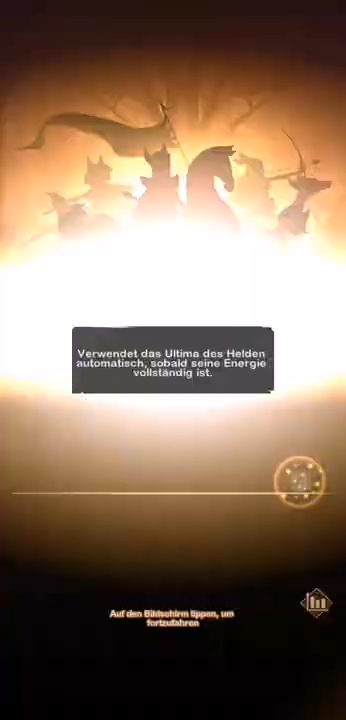 Verwendet das Ultima des Helden
automatisch, sobald seine Energie
vollständig ist.
Auf den Bildschirm tippen, um
fortzufahren